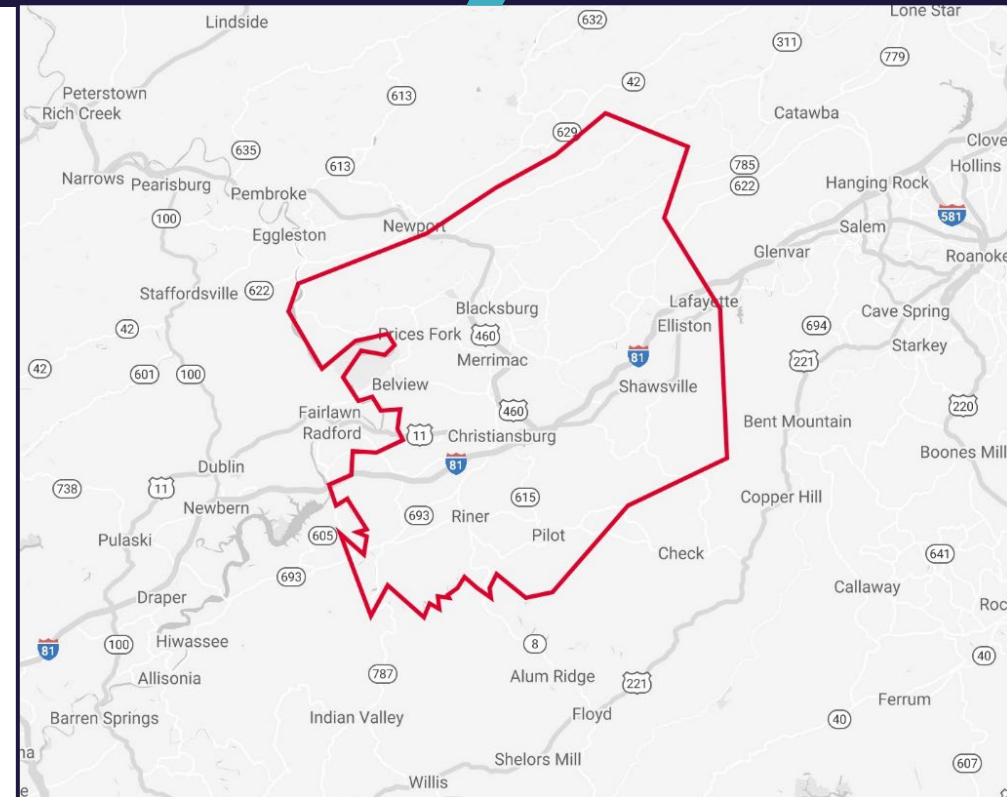 Lone Star
632
Lindside
311
779
42
Peterstown
613
Rich Creek
Catawba
629
Clove
635
613
785
Hollins
Narrows
Pearisburg
Pembroke
622
Hanging Rock
100
581
Newport
Salem
Eggleston
Glenvar
Roanoke
Staffordsville
622
Lafayette
Blacksburg
Cave Spring
42
Elliston
694
Prices Fork
460
Starkey
Merrimac
81
221
42
601
100
Belview
Shawsville
220
Fairlawn
460
Radford
11
Christiansburg
Bent Mountain
Boones Mill
Dublin
81
738
11
615
Copper Hill
Newbern
693
Riner
Pulaski
605
Pilot
Check
641
693
Callaway
Draper
Roc
100
Hiwassee
8
81
40
787
Alum Ridge
Allisonia
221
Ferrum
Barren Springs
Indian Valley
Floyd
40
na
Shelors Mill
607
Willis
e